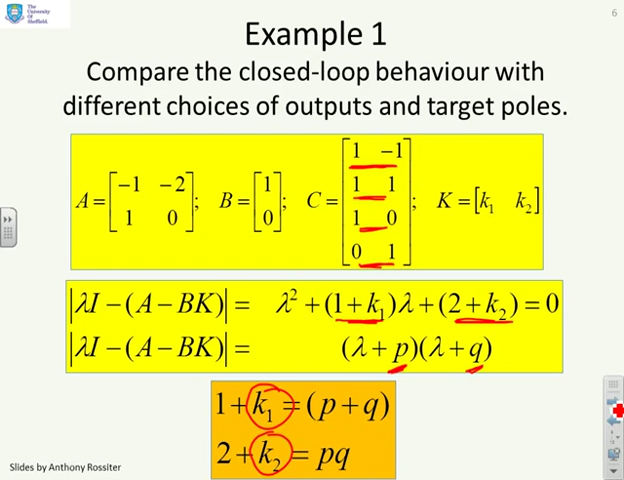 The
University
Of
Sheffield.
6
Example 1
Compare the closed-loop behaviour with
different choices of outputs and target poles.
A = [−1 −2; 1 0]; B = [1; 0]; C = [1 −1; 1 1; 1 0; 0 1]; K = [k₁ k₂]
|λI − (A − BK)| = λ² + (1 + k₁)λ + (2 + k₂) = 0
|λI − (A − BK)| = (λ + p)(λ + q)
1 + k₁ = (p + q)
2 + k₂ = pq
Slides by Anthony Rossiter